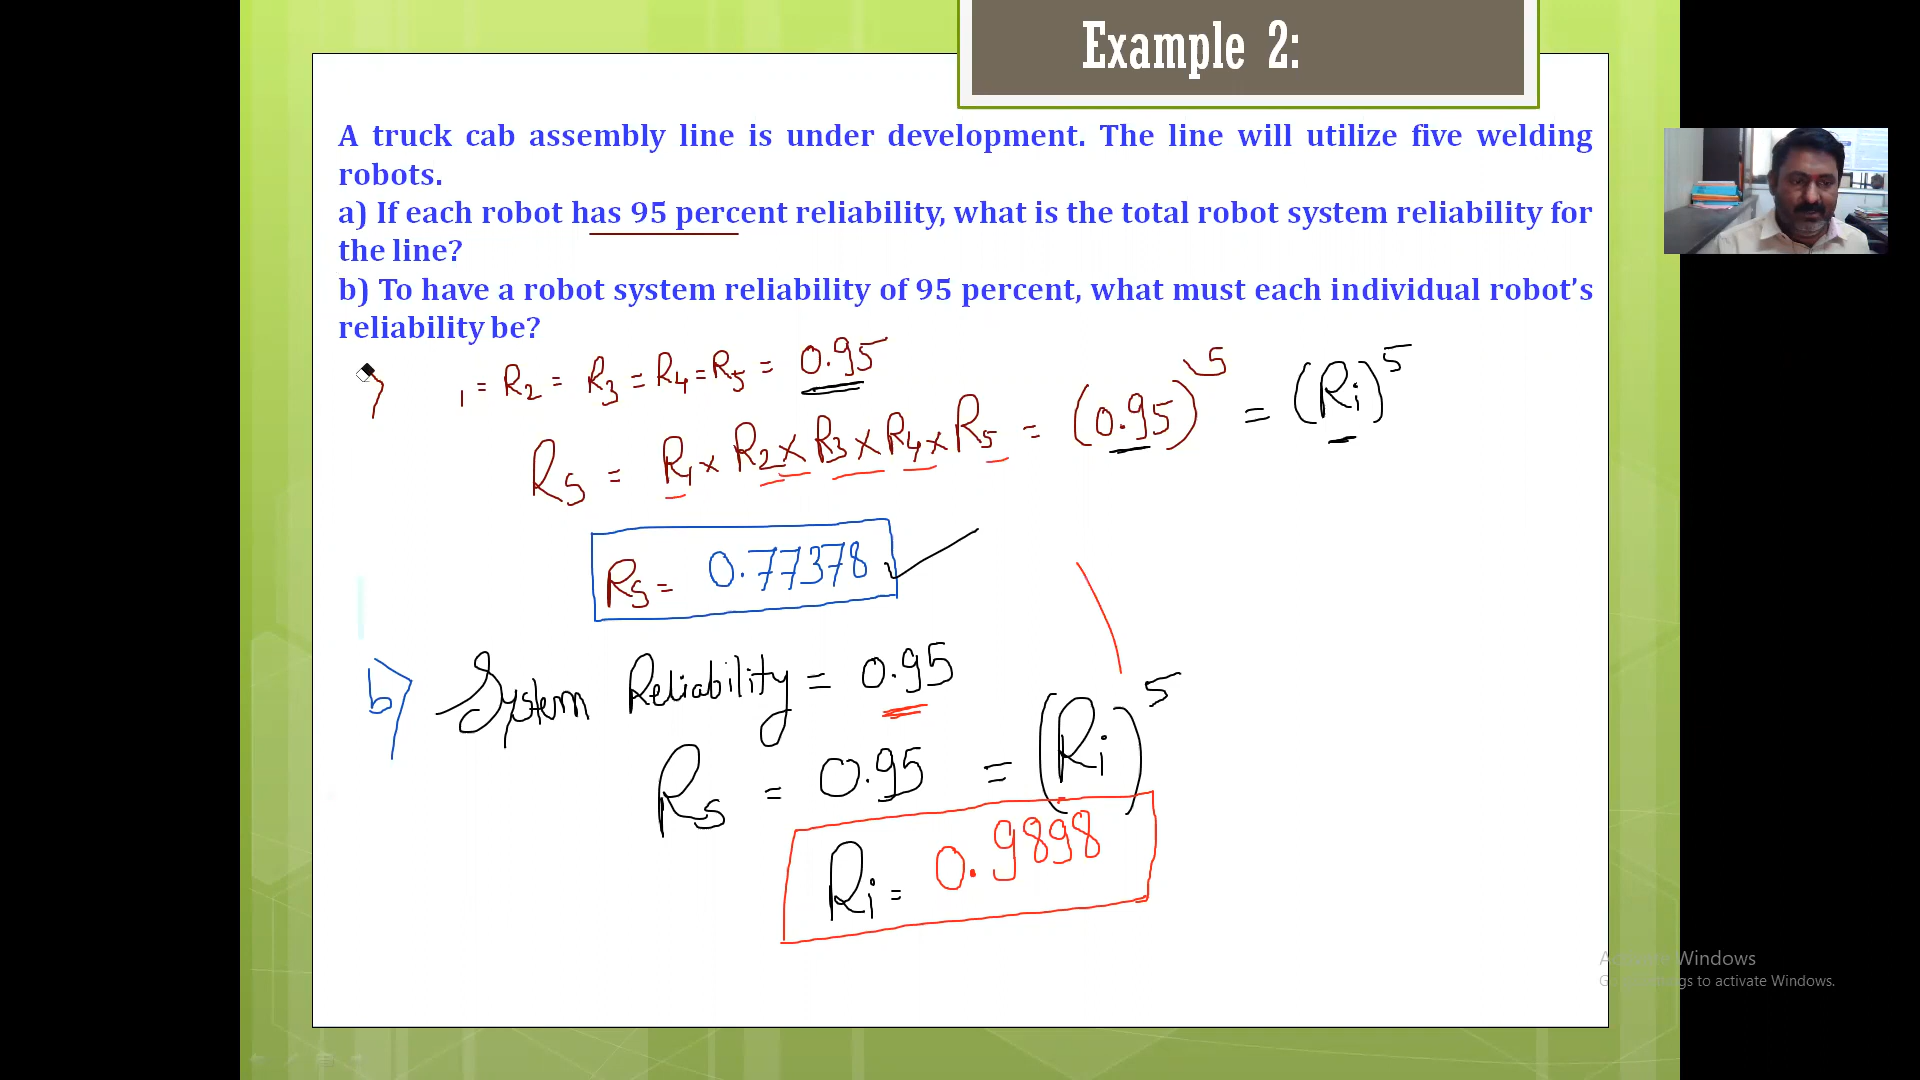 Example 2:
A truck cab assembly line is under development. The line will utilize five welding
robots.
a) If each robot has 95 percent reliability, what is the total robot system reliability for
the line?
b) To have a robot system reliability of 95 percent, what must each individual robot's
reliability be?
1 = R2 = R3 = R4 = R5 = 0.95
Rs = R1 × R2 × R3 × R4 × R5 = (0.95)^5 = (Ri)^5
Rs = 0.77378
b) System Reliability = 0.95
Rs = 0.95 = (Ri)^5
Ri = 0.9898
Windows
to activate Windows.